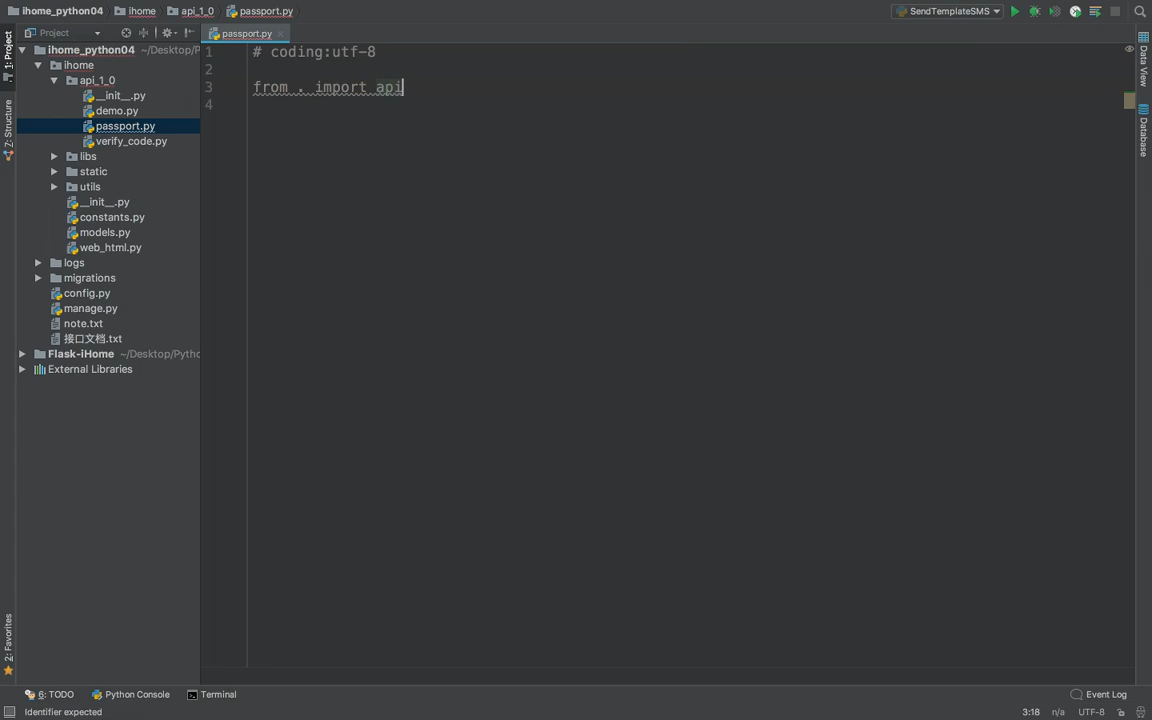 ihome_python04 ihome api_1_0 passport.py SendTemplateSMS
Project passport.py
1: Project
Z: Structure
2: Favorites
Data View
Database
ihome_python04 ~/Desktop/P
ihome
api_1_0
__init__.py
demo.py
passport.py
verify_code.py
libs
static
utils
__init__.py
constants.py
models.py
web_html.py
logs
migrations
config.py
manage.py
note.txt
接口文档.txt
Flask-iHome ~/Desktop/Pytho
External Libraries
1 # coding:utf-8
2
3 from . import api
4
6: TODO Python Console Terminal Event Log
Identifier expected 3:18 n/a UTF-8